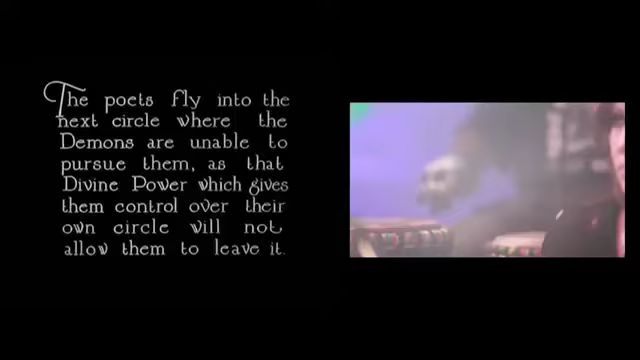 The poets fly into the
next circle where the
Demons are unable to
pursue them, as that
Divine Power which gives
them control over their
own circle will not
allow them to leave it.